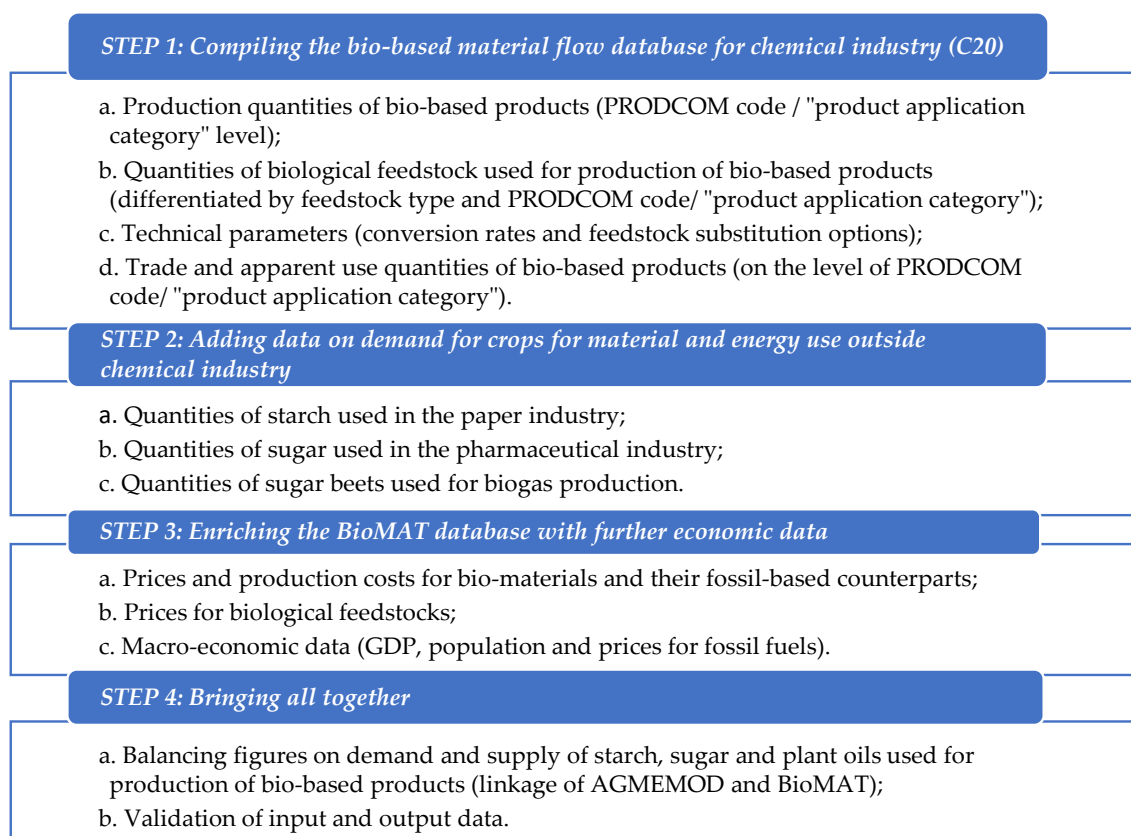 STEP 1: Compiling the bio-based material flow database for chemical industry (C20)
a. Production quantities of bio-based products (PRODCOM code / "product application
category" level);
b. Quantities of biological feedstock used for production of bio-based products
(differentiated by feedstock type and PRODCOM code/ "product application category");
c. Technical parameters (conversion rates and feedstock substitution options);
d. Trade and apparent use quantities of bio-based products (on the level of PRODCOM
code/ "product application category").
STEP 2: Adding data on demand for crops for material and energy use outside
chemical industry
a. Quantities of starch used in the paper industry;
b. Quantities of sugar used in the pharmaceutical industry;
c. Quantities of sugar beets used for biogas production.
STEP 3: Enriching the BioMAT database with further economic data
a. Prices and production costs for bio-materials and their fossil-based counterparts;
b. Prices for biological feedstocks;
c. Macro-economic data (GDP, population and prices for fossil fuels).
STEP 4: Bringing all together
a. Balancing figures on demand and supply of starch, sugar and plant oils used for
production of bio-based products (linkage of AGMEMOD and BioMAT);
b. Validation of input and output data.